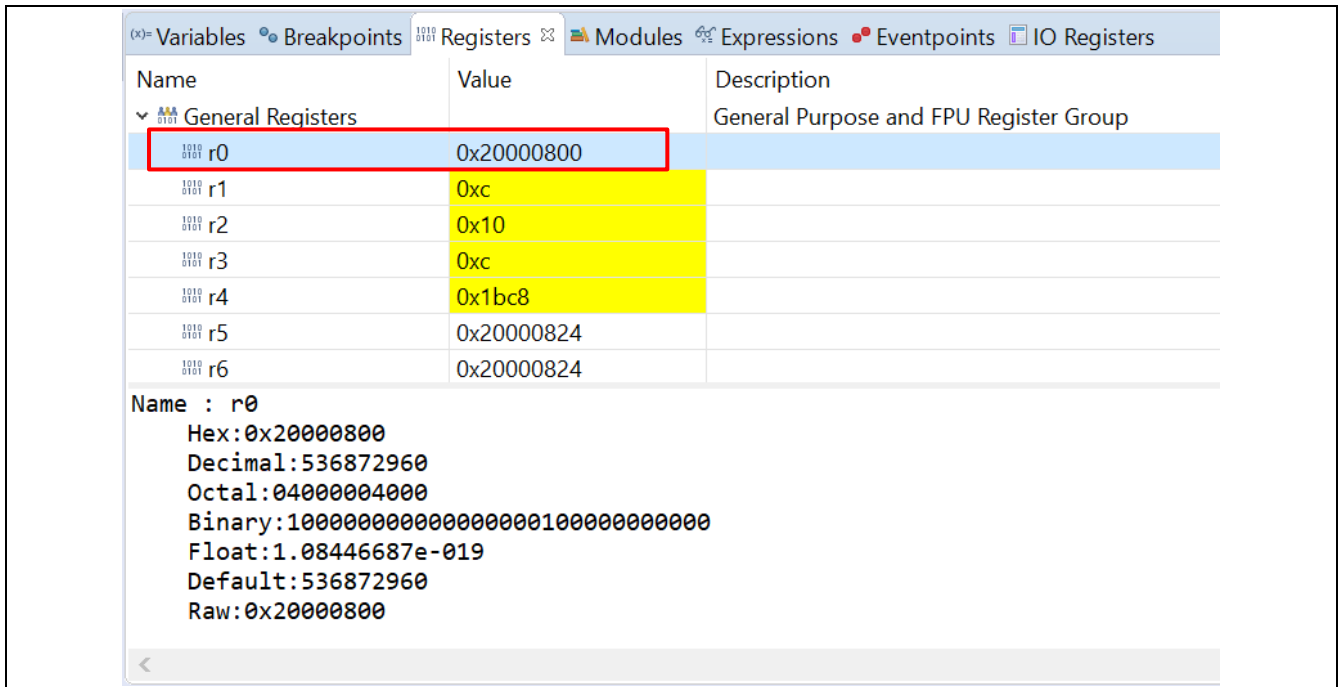 Variables Breakpoints Registers Modules Expressions Eventpoints IO Registers
Name Value Description
General Registers General Purpose and FPU Register Group
r0 0x20000800
r1 0xc
r2 0x10
r3 0xc
r4 0x1bc8
r5 0x20000824
r6 0x20000824
Name : r0
Hex:0x20000800
Decimal:536872960
Octal:04000004000
Binary:100000000000000000100000000000
Float:1.08446687e-019
Default:536872960
Raw:0x20000800